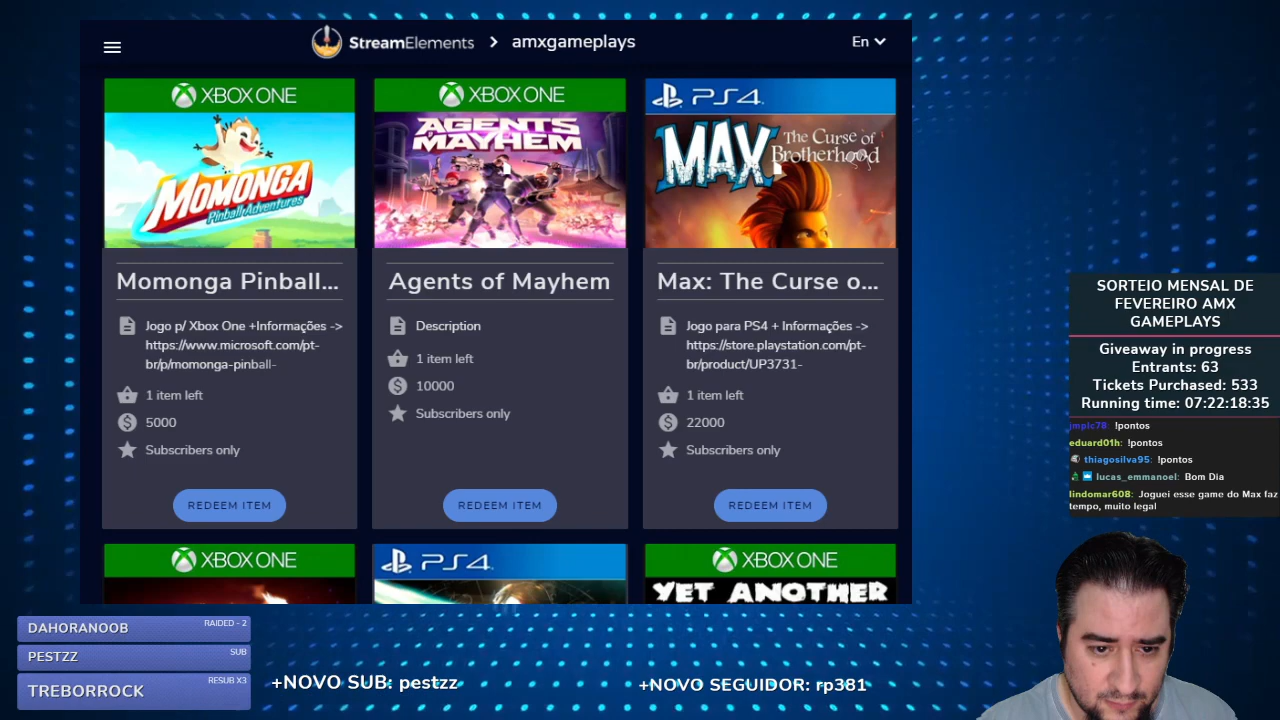 StreamElements > amxgameplays
En
XBOX ONE
MOMONGA
Pinball Adventures
Momonga Pinball...
Jogo p/ Xbox One +Informações ->
https://www.microsoft.com/pt-
br/p/momonga-pinball-
1 item left
5000
Subscribers only
REDEEM ITEM
XBOX ONE
AGENTS OF
MAYHEM
Agents of Mayhem
Description
1 item left
10000
Subscribers only
REDEEM ITEM
PS4
MAX The Curse of
Brotherhood
Max: The Curse o...
Jogo para PS4 + Informações ->
https://store.playstation.com/pt-
br/product/UP3731-
1 item left
22000
Subscribers only
REDEEM ITEM
XBOX ONE
PS4
XBOX ONE
YET ANOTHER
SORTEIO MENSAL DE
FEVEREIRO AMX
GAMEPLAYS
Giveaway in progress
Entrants: 63
Tickets Purchased: 533
Running time: 07:22:18:35
jmplc78: !pontos
eduard01h: !pontos
thiagosilva95: !pontos
lucas_emmanoel: Bom Dia
lindomar608: Joguei esse game do Max faz
tempo, muito legal
DAHORANOOB RAIDED - 2
PESTZZ SUB
TREBORROCK RESUB X3
+NOVO SUB: pestzz
+NOVO SEGUIDOR: rp381